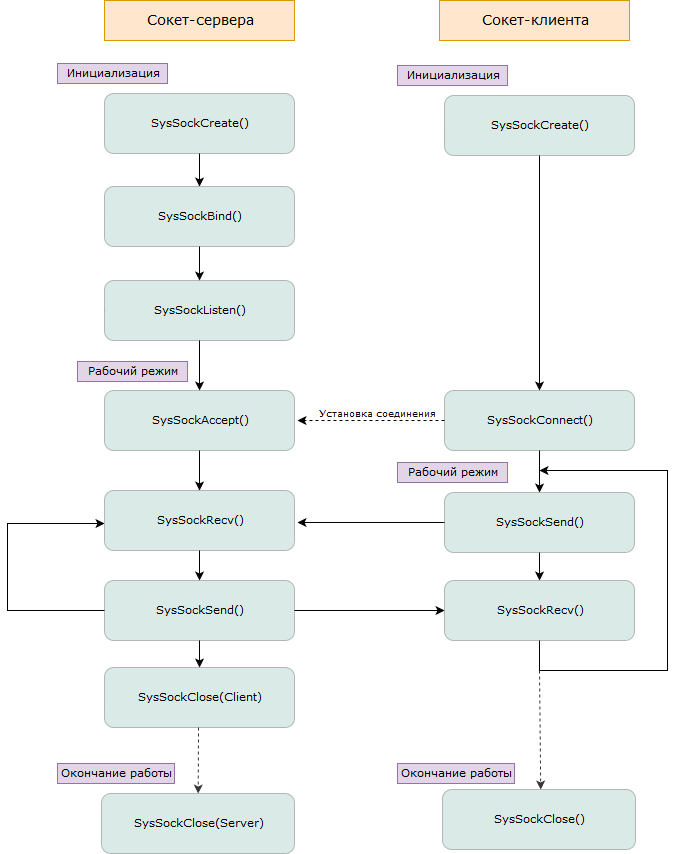 Сокет-сервера
Сокет-клиента
Инициализация
Инициализация
SysSockCreate()
SysSockCreate()
SysSockBind()
SysSockListen()
Рабочий режим
SysSockAccept()
Установка соединения
SysSockConnect()
Рабочий режим
SysSockRecv()
SysSockSend()
SysSockSend()
SysSockRecv()
SysSockClose(Client)
Окончание работы
Окончание работы
SysSockClose(Server)
SysSockClose()